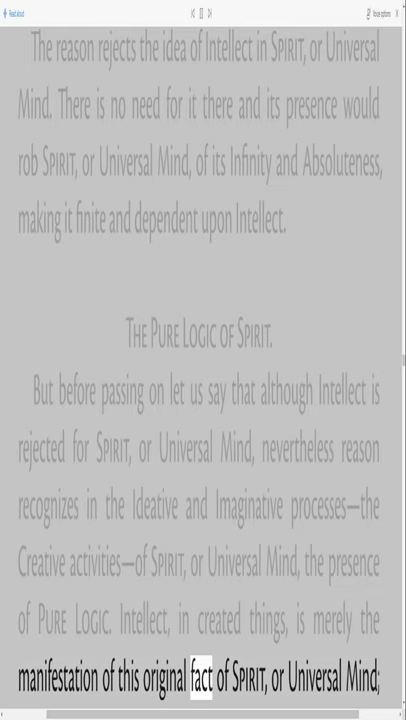 Read aloud
Voice options
The reason rejects the idea of Intellect in SPIRIT, or Universal
Mind. There is no need for it there and its presence would
rob SPIRIT, or Universal Mind, of its Infinity and Absoluteness,
making it finite and dependent upon Intellect.
THE PURE LOGIC OF SPIRIT.
But before passing on let us say that although Intellect is
rejected for SPIRIT, or Universal Mind, nevertheless reason
recognizes in the Ideative and Imaginative processes—the
Creative activities—of SPIRIT, or Universal Mind, the presence
of PURE LOGIC. Intellect, in created things, is merely the
manifestation of this original fact of SPIRIT, or Universal Mind;